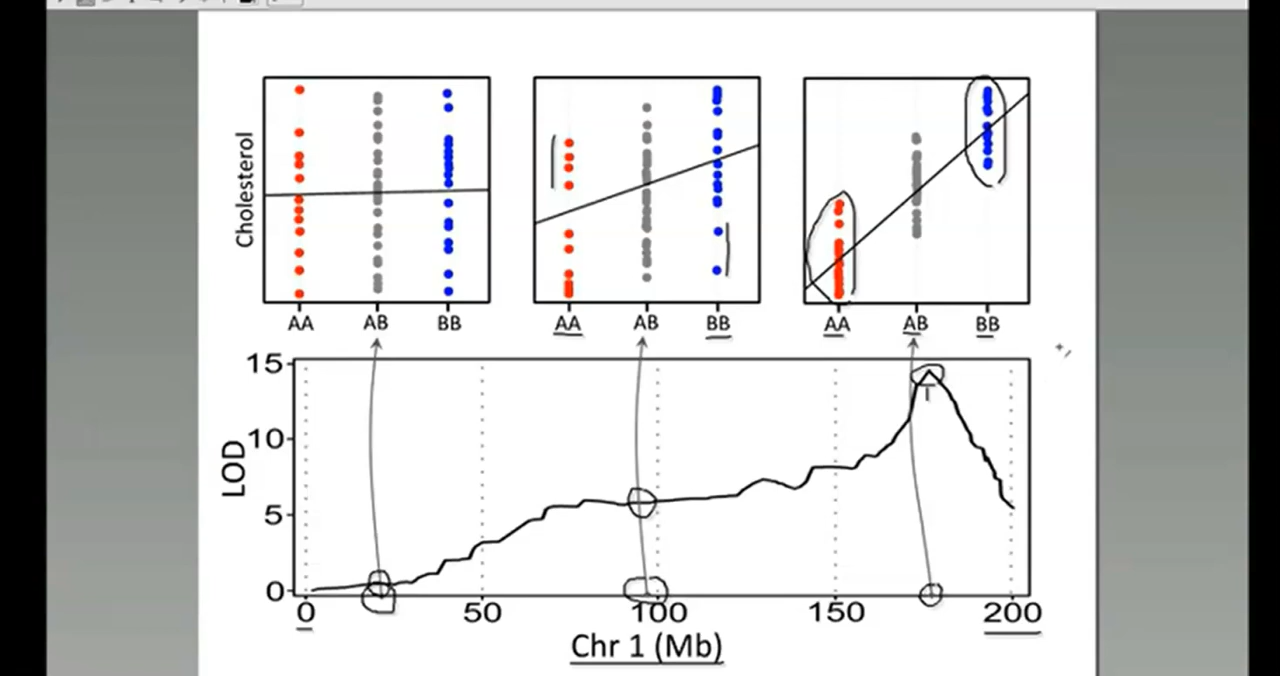 Cholesterol
AA AB BB
AA AB BB
AA AB BB
15
10
5
0
LOD
0 50 100 150 200
Chr 1 (Mb)